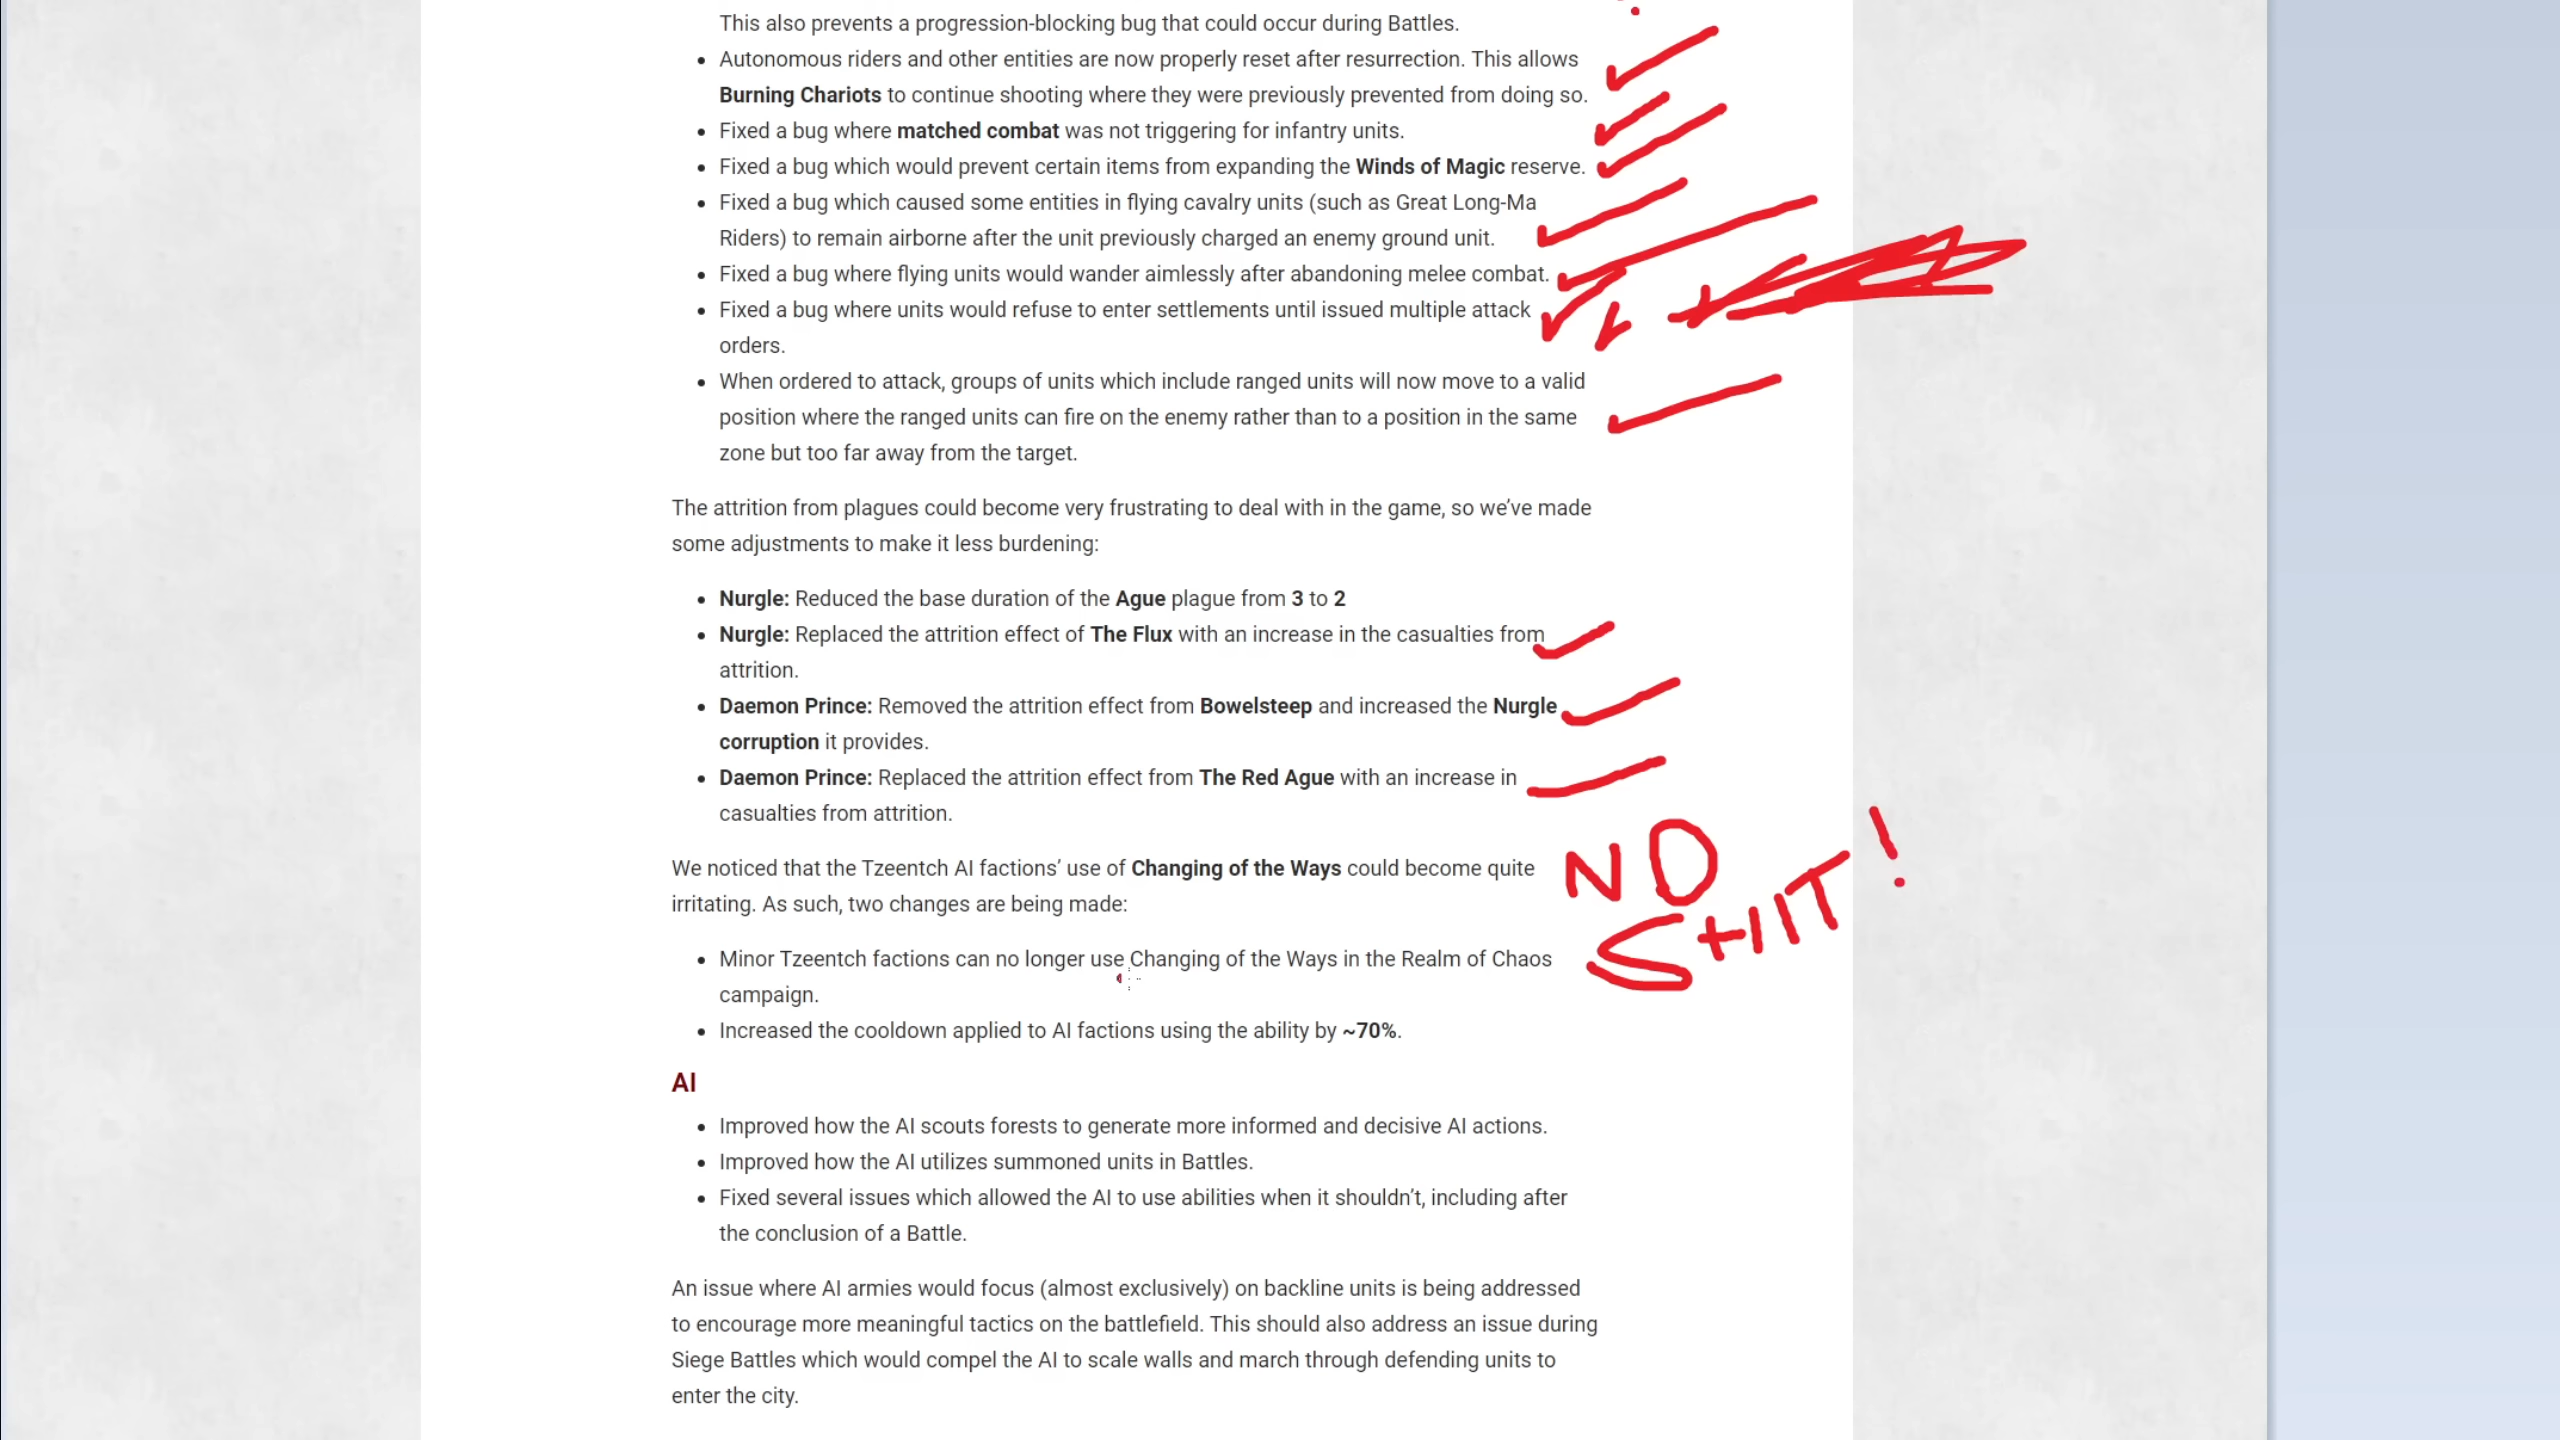 This also prevents a progression-blocking bug that could occur during Battles.
• Autonomous riders and other entities are now properly reset after resurrection. This allows
Burning Chariots to continue shooting where they were previously prevented from doing so.
• Fixed a bug where matched combat was not triggering for infantry units.
• Fixed a bug which would prevent certain items from expanding the Winds of Magic reserve.
• Fixed a bug which caused some entities in flying cavalry units (such as Great Long-Ma
Riders) to remain airborne after the unit previously charged an enemy ground unit.
• Fixed a bug where flying units would wander aimlessly after abandoning melee combat.
• Fixed a bug where units would refuse to enter settlements until issued multiple attack
orders.
• When ordered to attack, groups of units which include ranged units will now move to a valid
position where the ranged units can fire on the enemy rather than to a position in the same
zone but too far away from the target.
The attrition from plagues could become very frustrating to deal with in the game, so we’ve made
some adjustments to make it less burdening:
• Nurgle: Reduced the base duration of the Ague plague from 3 to 2
• Nurgle: Replaced the attrition effect of The Flux with an increase in the casualties from
attrition.
• Daemon Prince: Removed the attrition effect from Bowelsteep and increased the Nurgle
corruption it provides.
• Daemon Prince: Replaced the attrition effect from The Red Ague with an increase in
casualties from attrition.
We noticed that the Tzeentch AI factions’ use of Changing of the Ways could become quite
irritating. As such, two changes are being made:
NO
SHIT!
• Minor Tzeentch factions can no longer use Changing of the Ways in the Realm of Chaos
campaign.
• Increased the cooldown applied to AI factions using the ability by ~70%.
AI
• Improved how the AI scouts forests to generate more informed and decisive AI actions.
• Improved how the AI utilizes summoned units in Battles.
• Fixed several issues which allowed the AI to use abilities when it shouldn’t, including after
the conclusion of a Battle.
An issue where AI armies would focus (almost exclusively) on backline units is being addressed
to encourage more meaningful tactics on the battlefield. This should also address an issue during
Siege Battles which would compel the AI to scale walls and march through defending units to
enter the city.